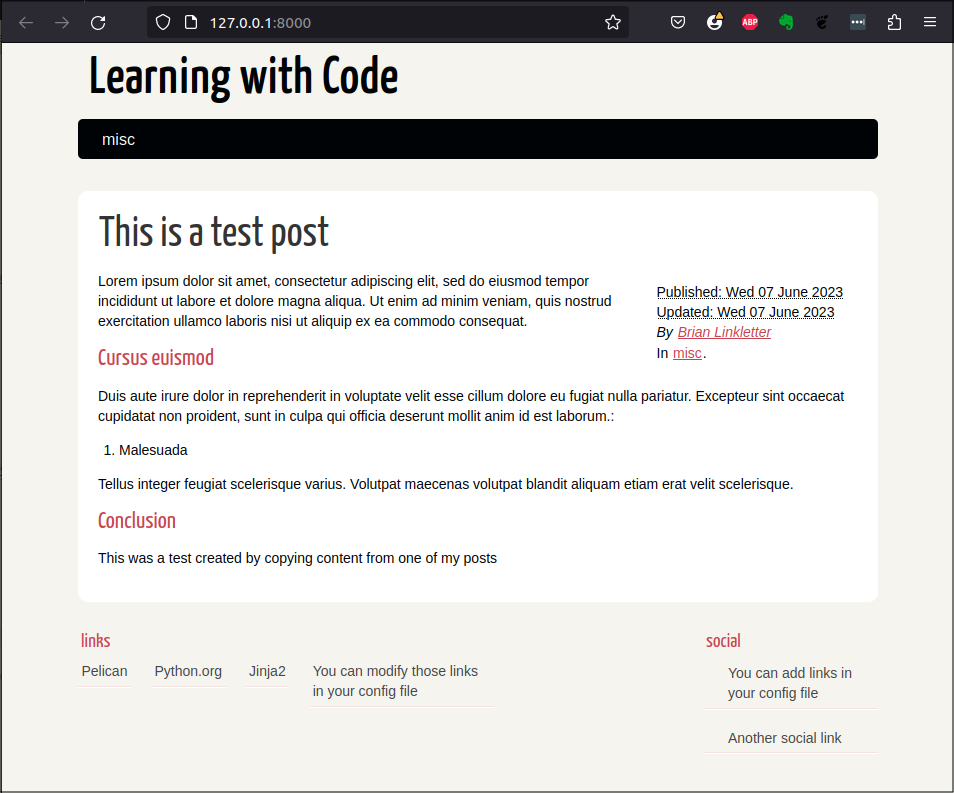 127.0.0.1:8000
ABP
Learning with Code
misc
This is a test post
Lorem ipsum dolor sit amet, consectetur adipiscing elit, sed do eiusmod tempor
incididunt ut labore et dolore magna aliqua. Ut enim ad minim veniam, quis nostrud
exercitation ullamco laboris nisi ut aliquip ex ea commodo consequat.
Published: Wed 07 June 2023
Updated: Wed 07 June 2023
By Brian Linkletter
In misc.
Cursus euismod
Duis aute irure dolor in reprehenderit in voluptate velit esse cillum dolore eu fugiat nulla pariatur. Excepteur sint occaecat
cupidatat non proident, sunt in culpa qui officia deserunt mollit anim id est laborum.:
1. Malesuada
Tellus integer feugiat scelerisque varius. Volutpat maecenas volutpat blandit aliquam etiam erat velit scelerisque.
Conclusion
This was a test created by copying content from one of my posts
links
Pelican
Python.org
Jinja2
You can modify those links
in your config file
social
You can add links in
your config file
Another social link